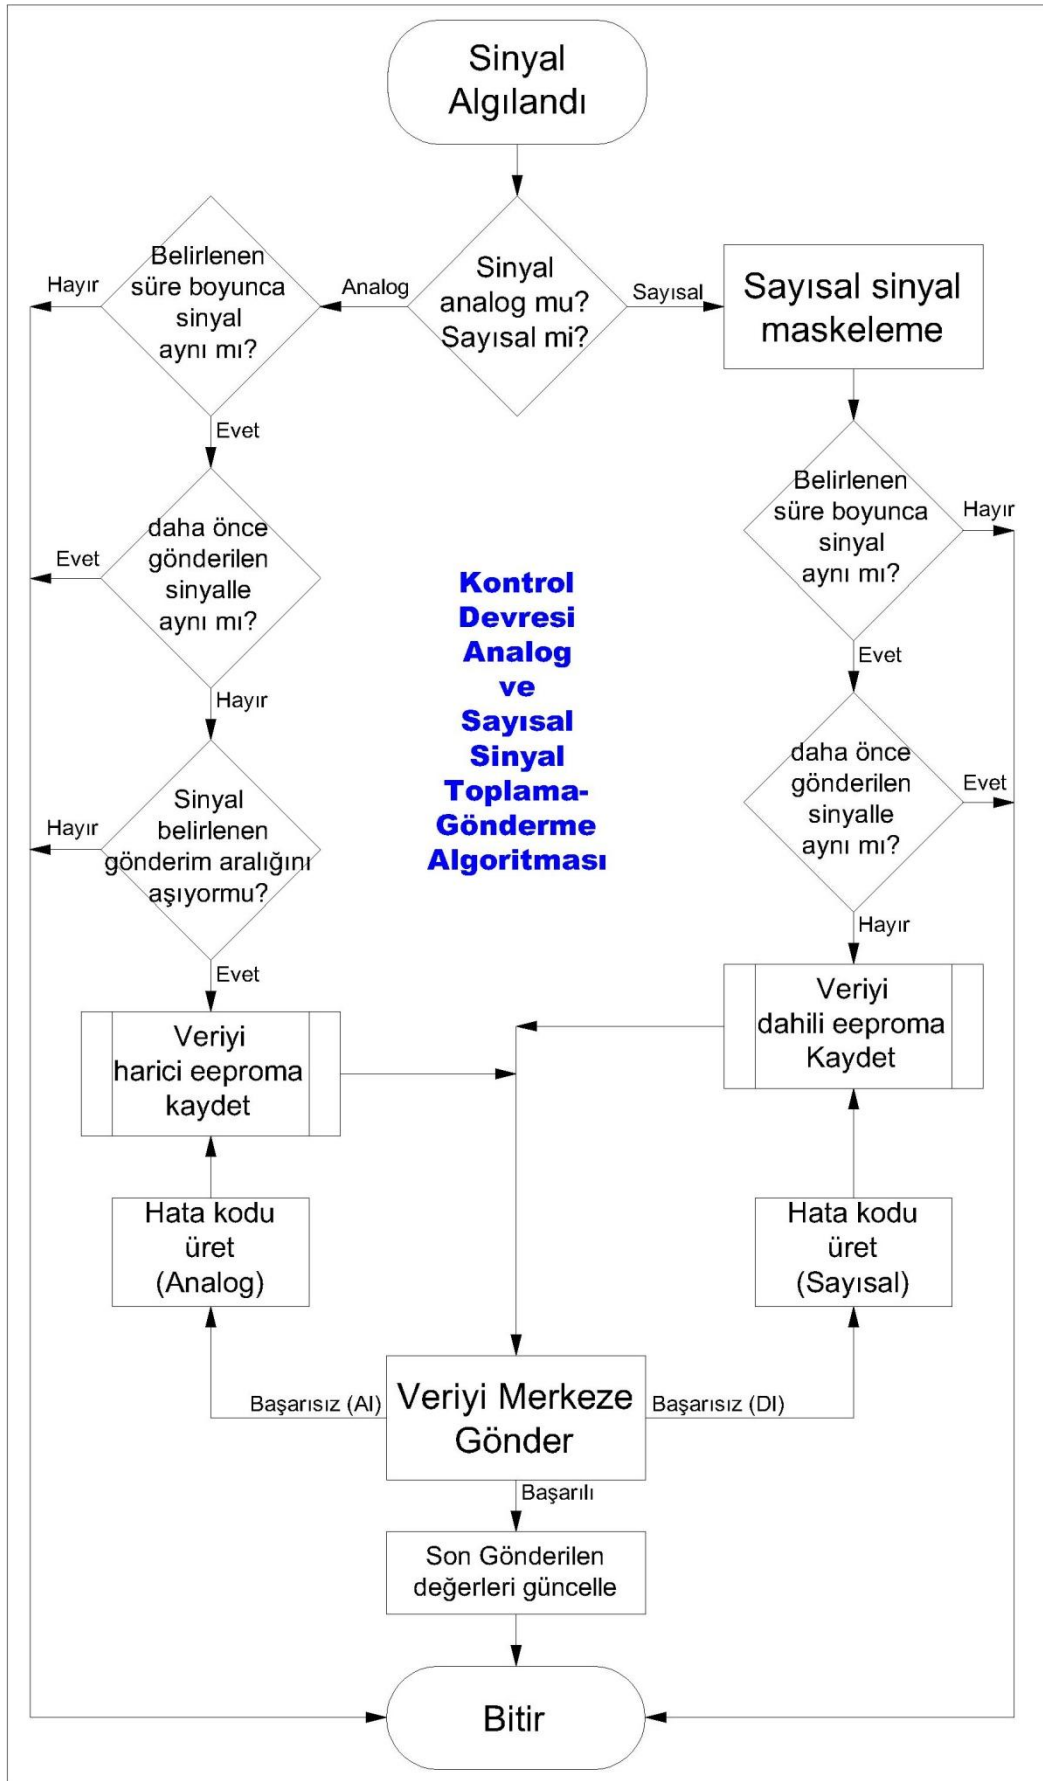 Sinyal
Algılandı
Sinyal
analog mu?
Sayısal mi?
Analog
Sayısal
Belirlenen
süre boyunca
sinyal
aynı mı?
Hayır
Evet
daha önce
gönderilen
sinyalle
aynı mı?
Evet
Hayır
Sinyal
belirlenen
gönderim aralığını
aşıyormu?
Hayır
Evet
Veriyi
harici eeproma
kaydet
Hata kodu
üret
(Analog)
Kontrol
Devresi
Analog
ve
Sayısal
Sinyal
Toplama-
Gönderme
Algoritması
Sayısal sinyal
maskeleme
Belirlenen
süre boyunca
sinyal
aynı mı?
Hayır
Evet
daha önce
gönderilen
sinyalle
aynı mı?
Evet
Hayır
Veriyi
dahili eeproma
Kaydet
Hata kodu
üret
(Sayısal)
Başarısız (AI)
Veriyi Merkeze
Gönder
Başarısız (DI)
Başarılı
Son Gönderilen
değerleri güncelle
Bitir